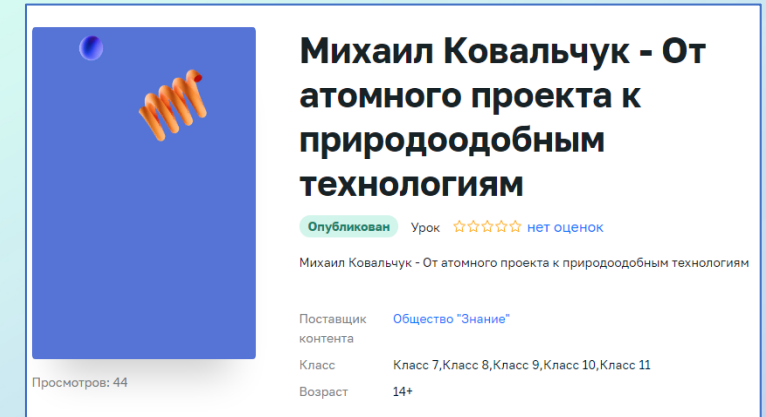 Михаил Ковальчук - От
атомного проекта к
природоодобным
технологиям
Опубликован Урок нет оценок
Михаил Ковальчук - От атомного проекта к природоодобным технологиям
Поставщик контента Общество "Знание"
Класс Класс 7,Класс 8,Класс 9,Класс 10,Класс 11
Возраст 14+
Просмотров: 44